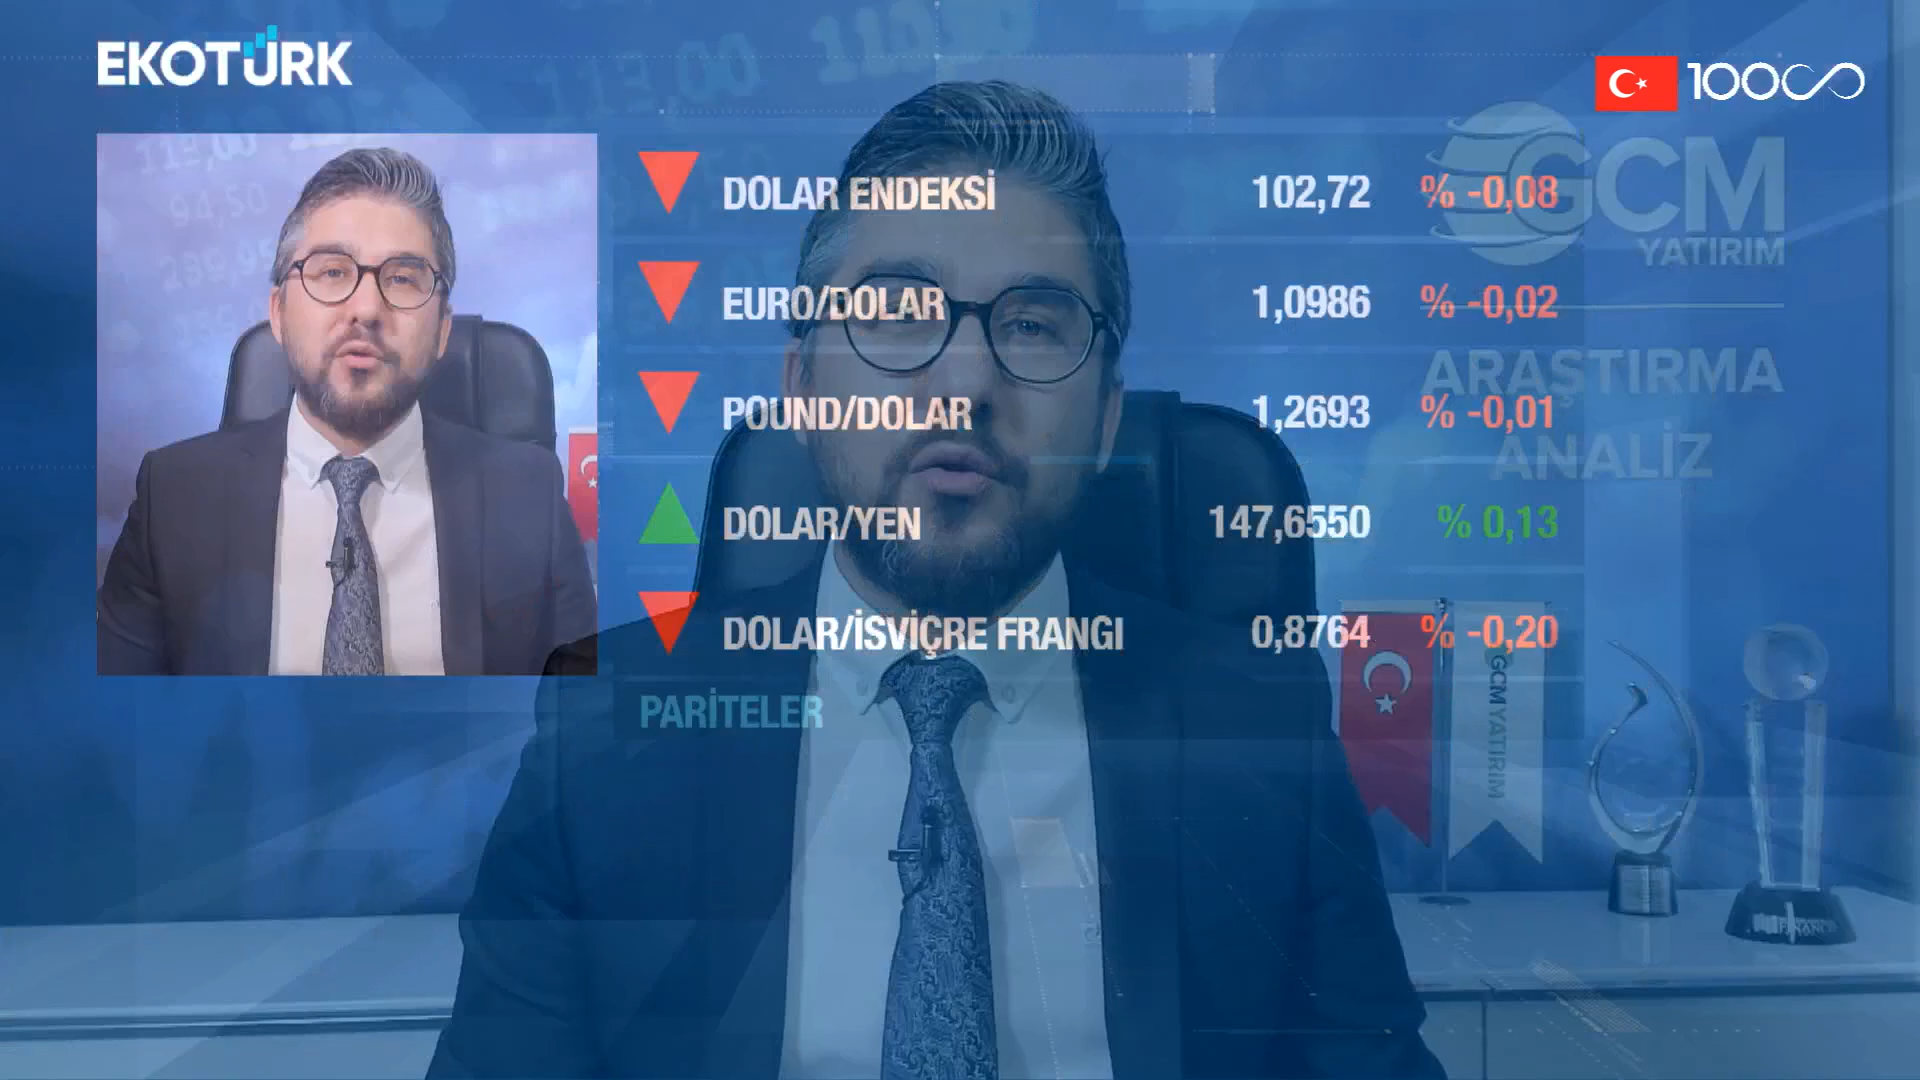 EKOTÜRK
100
GCM
YATIRIM
ARAŞTIRMA
ANALİZ
DOLAR ENDEKSİ 102,72 % -0,08
EURO/DOLAR 1,0986 % -0,02
POUND/DOLAR 1,2693 % -0,01
DOLAR/YEN 147,6550 % 0,13
DOLAR/İSVİÇRE FRANGI 0,8764 % -0,20
PARİTELER
GCM YATIRIM